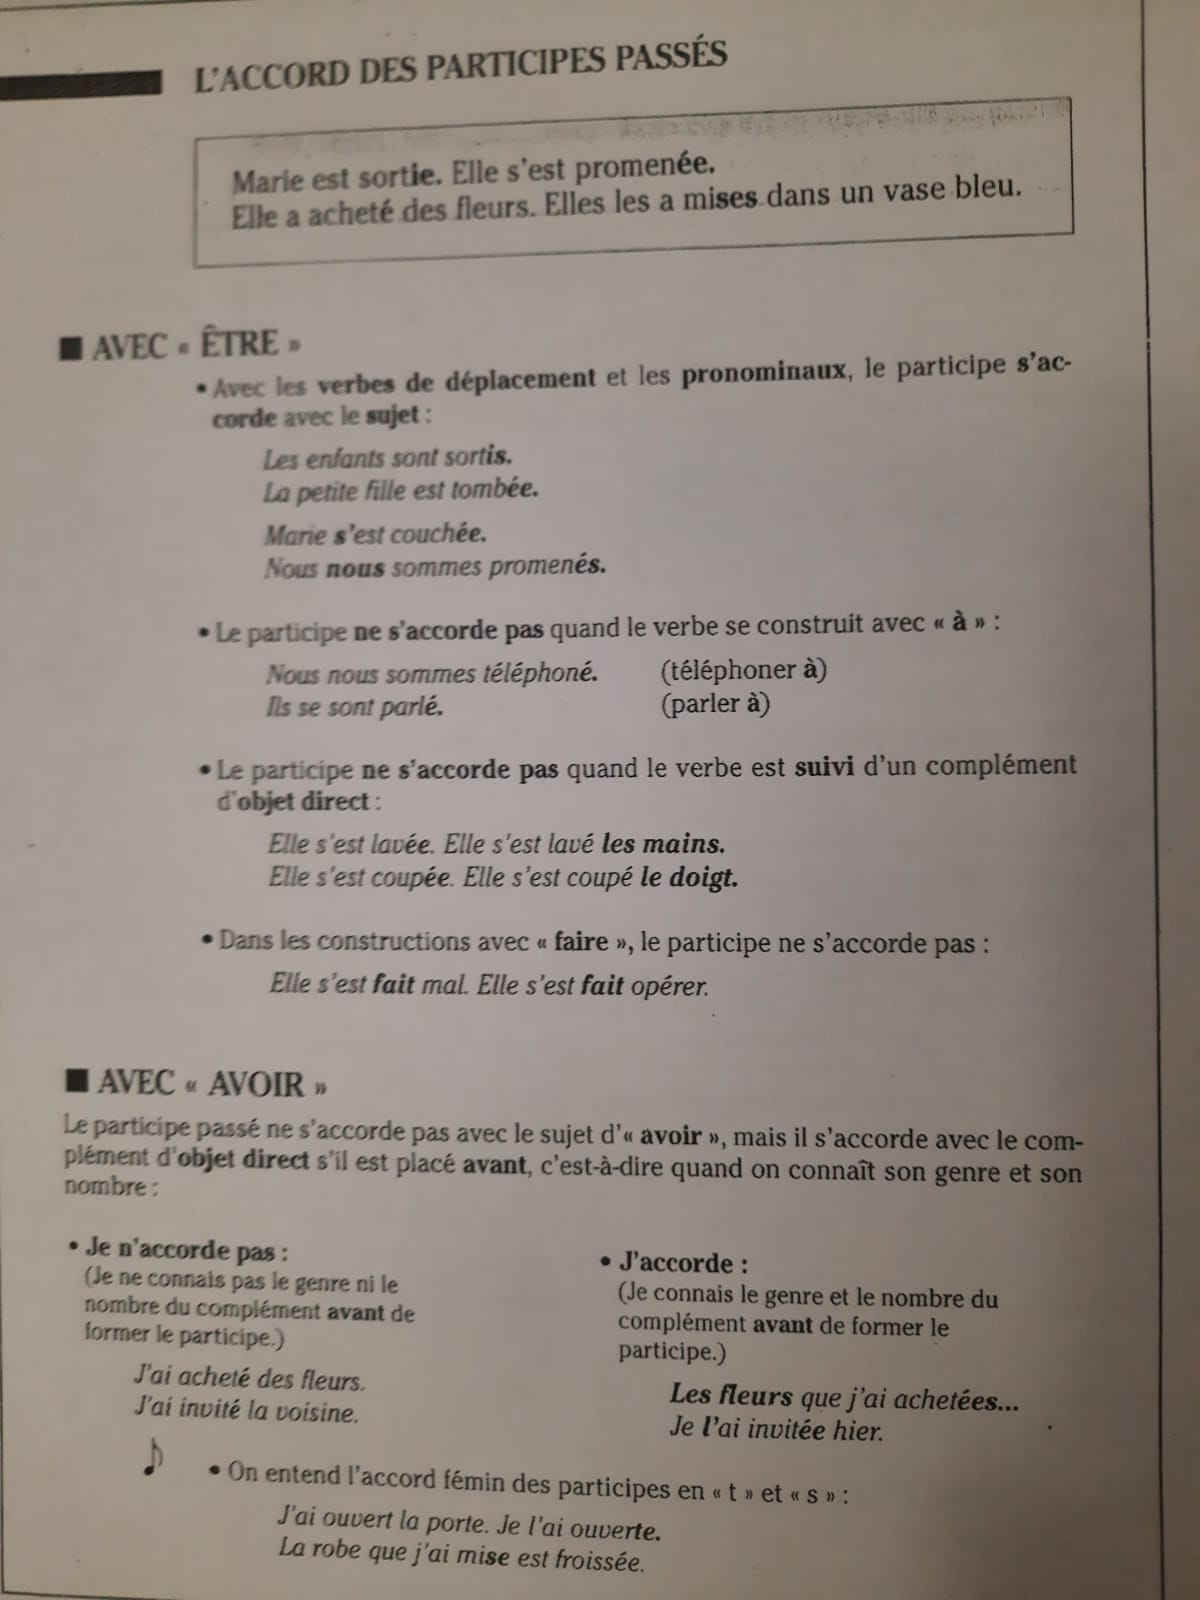 L'ACCORD DES PARTICIPES PASSÉS
Marie est sortie. Elle s'est promenée.
Elle a acheté des fleurs. Elles les a mises dans un vase bleu.
■ AVEC « ÊTRE »
• Avec les verbes de déplacement et les pronominaux, le participe s'ac-
corde avec le sujet :
Les enfants sont sortis.
La petite fille est tombée.
Marie s'est couchée.
Nous nous sommes promenés.
• Le participe ne s'accorde pas quand le verbe se construit avec « à » :
Nous nous sommes téléphoné. (téléphoner à)
Ils se sont parlé. (parler à)
• Le participe ne s'accorde pas quand le verbe est suivi d'un complément
d'objet direct :
Elle s'est lavée. Elle s'est lavé les mains.
Elle s'est coupée. Elle s'est coupé le doigt.
• Dans les constructions avec « faire », le participe ne s'accorde pas :
Elle s'est fait mal. Elle s'est fait opérer.
■ AVEC « AVOIR »
Le participe passé ne s'accorde pas avec le sujet d'« avoir », mais il s'accorde avec le com-
plément d'objet direct s'il est placé avant, c'est-à-dire quand on connaît son genre et son
nombre :
• Je n'accorde pas :
(Je ne connais pas le genre ni le
nombre du complément avant de
former le participe.)
J'ai acheté des fleurs.
J'ai invité la voisine.
• J'accorde :
(Je connais le genre et le nombre du
complément avant de former le
participe.)
Les fleurs que j'ai achetées...
Je l'ai invitée hier.
♪ • On entend l'accord fémin des participes en « t » et « s » :
J'ai ouvert la porte. Je l'ai ouverte.
La robe que j'ai mise est froissée.